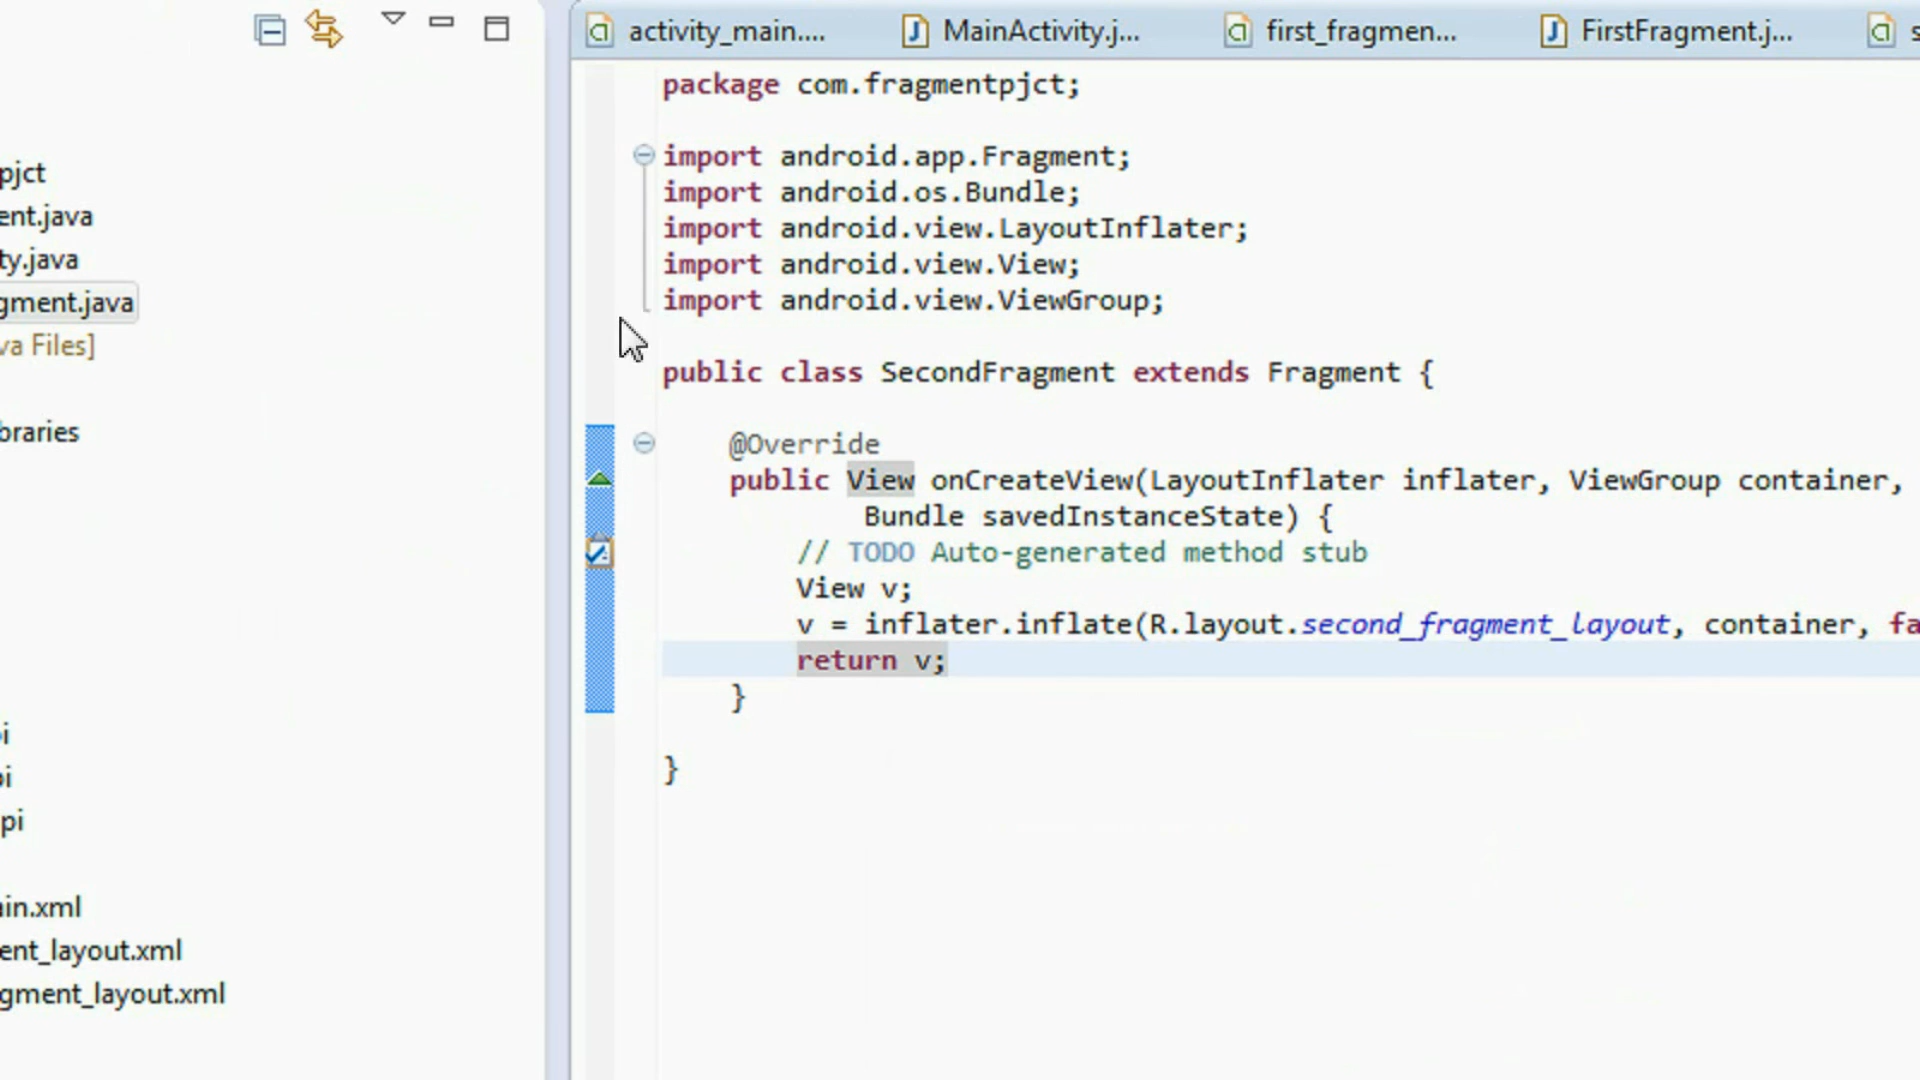 activity_main....
MainActivity.j...
first_fragmen...
FirstFragment.j...
s
pjct
ent.java
ty.java
gment.java
va Files]
braries
i
oi
pi
in.xml
ent_layout.xml
gment_layout.xml
package com.fragmentpjct;
import android.app.Fragment;
import android.os.Bundle;
import android.view.LayoutInflater;
import android.view.View;
import android.view.ViewGroup;
public class SecondFragment extends Fragment {
@Override
public View onCreateView(LayoutInflater inflater, ViewGroup container,
Bundle savedInstanceState) {
// TODO Auto-generated method stub
View v;
v = inflater.inflate(R.layout.second_fragment_layout, container, fa
return v;
}
}